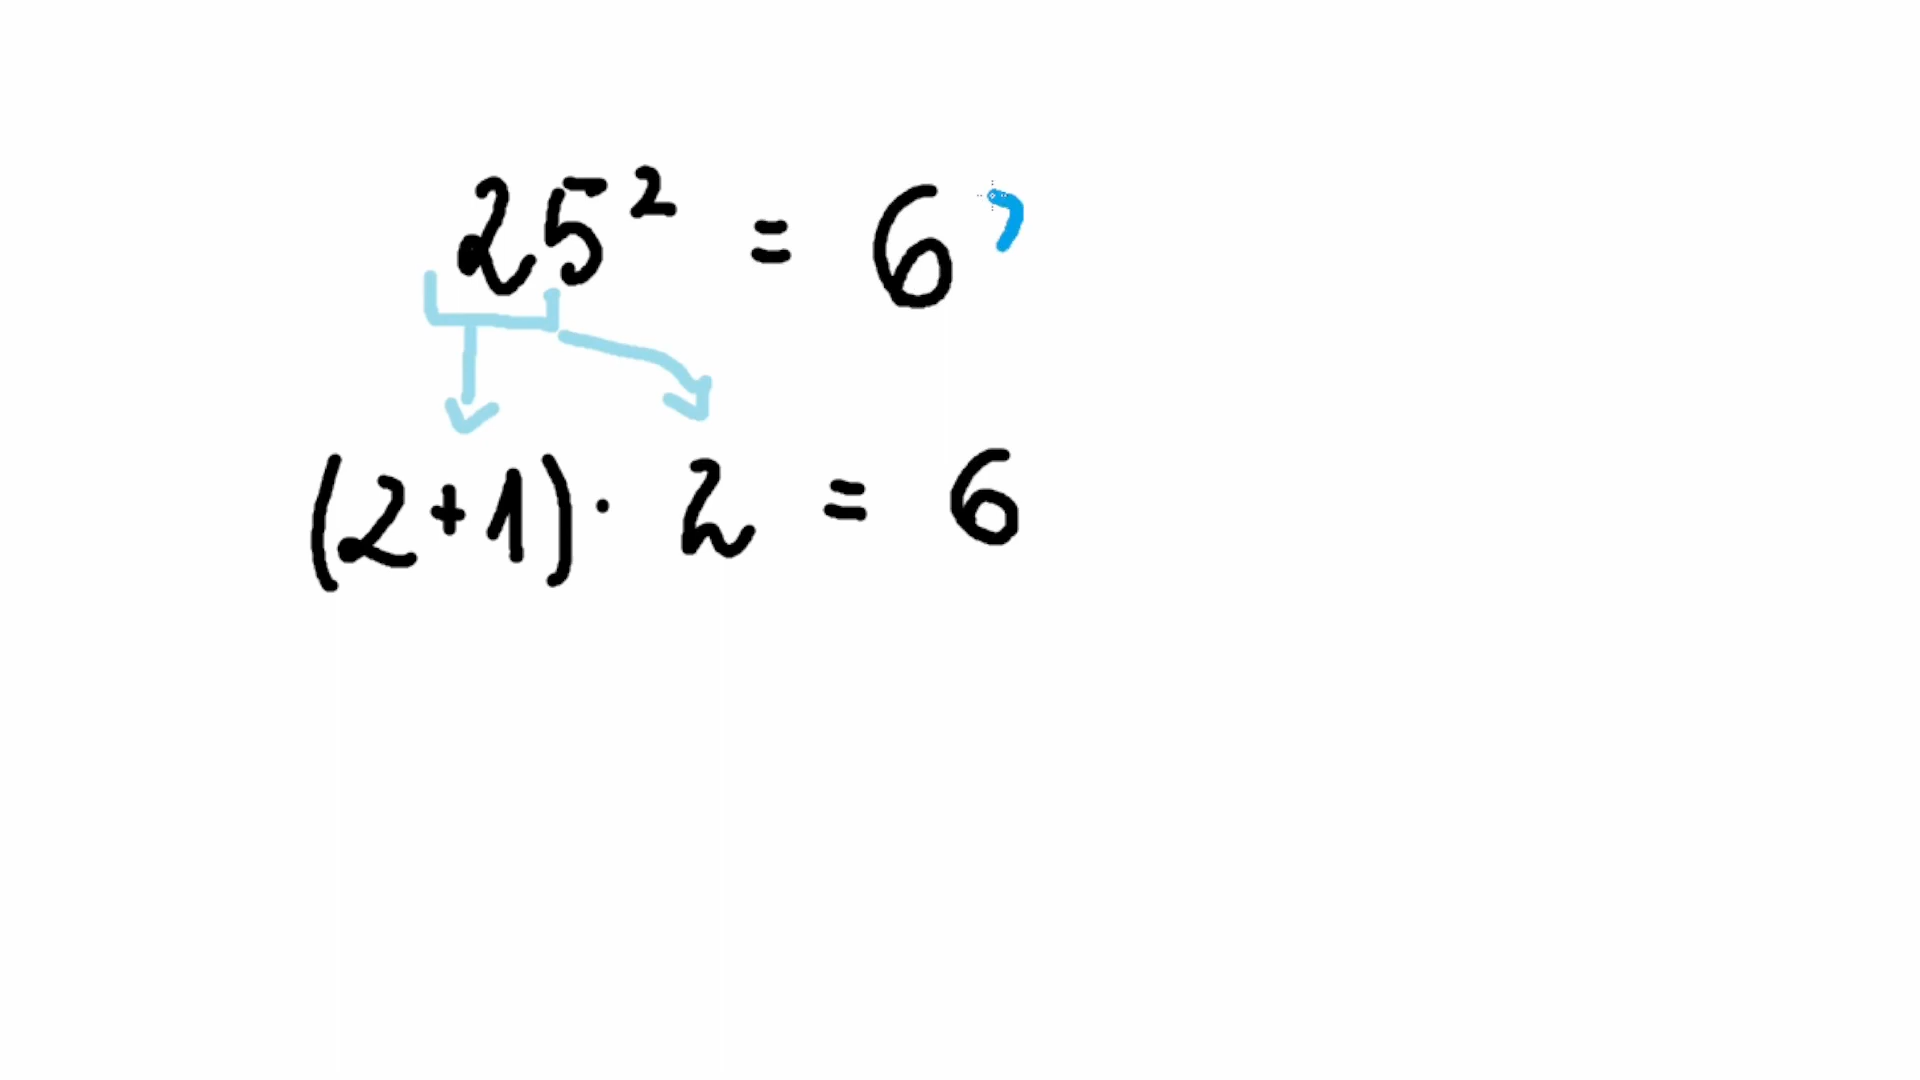 25² = 6
(2+1) · 2 = 6